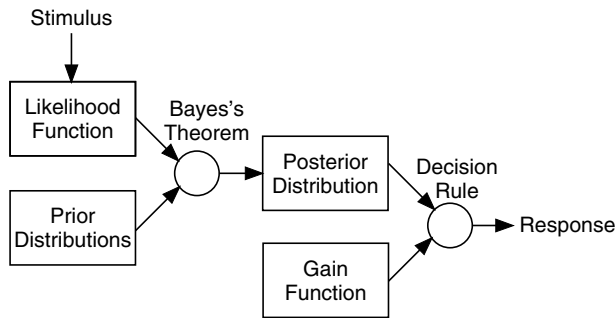 Stimulus
Likelihood
Function
Bayes's
Theorem
Prior
Distributions
Posterior
Distribution
Decision
Rule
Gain
Function
Response